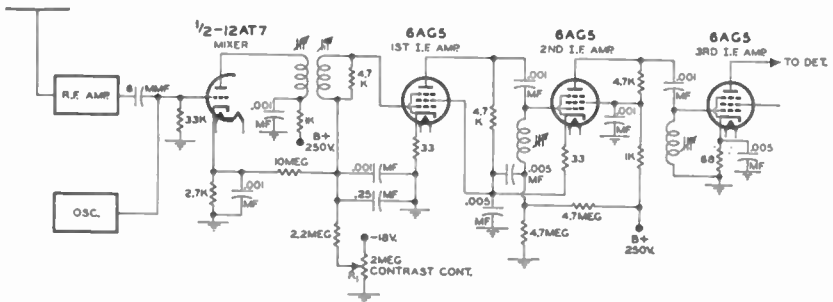 1/2-12AT7
MIXER
6AG5
1ST I.F. AMP.
6AG5
2ND I.F. AMP.
6AG5
3RD I.F. AMP
TO DET.
R.F. AMP.
6 MMF
33K
.001 MF
1K
B+ 250V.
4.7 K
33
4.7 K
.001 MF
.005 MF
33
4.7K
.001 MF
1K
.001 MF
68
.005 MF
OSC.
2.7K
.001 MF
10MEG
.001 MF
.25 MF
.005 MF
4.7MEG
4.7MEG
B+ 250V.
2.2MEG
-18V.
R1
2MEG
CONTRAST CONT.